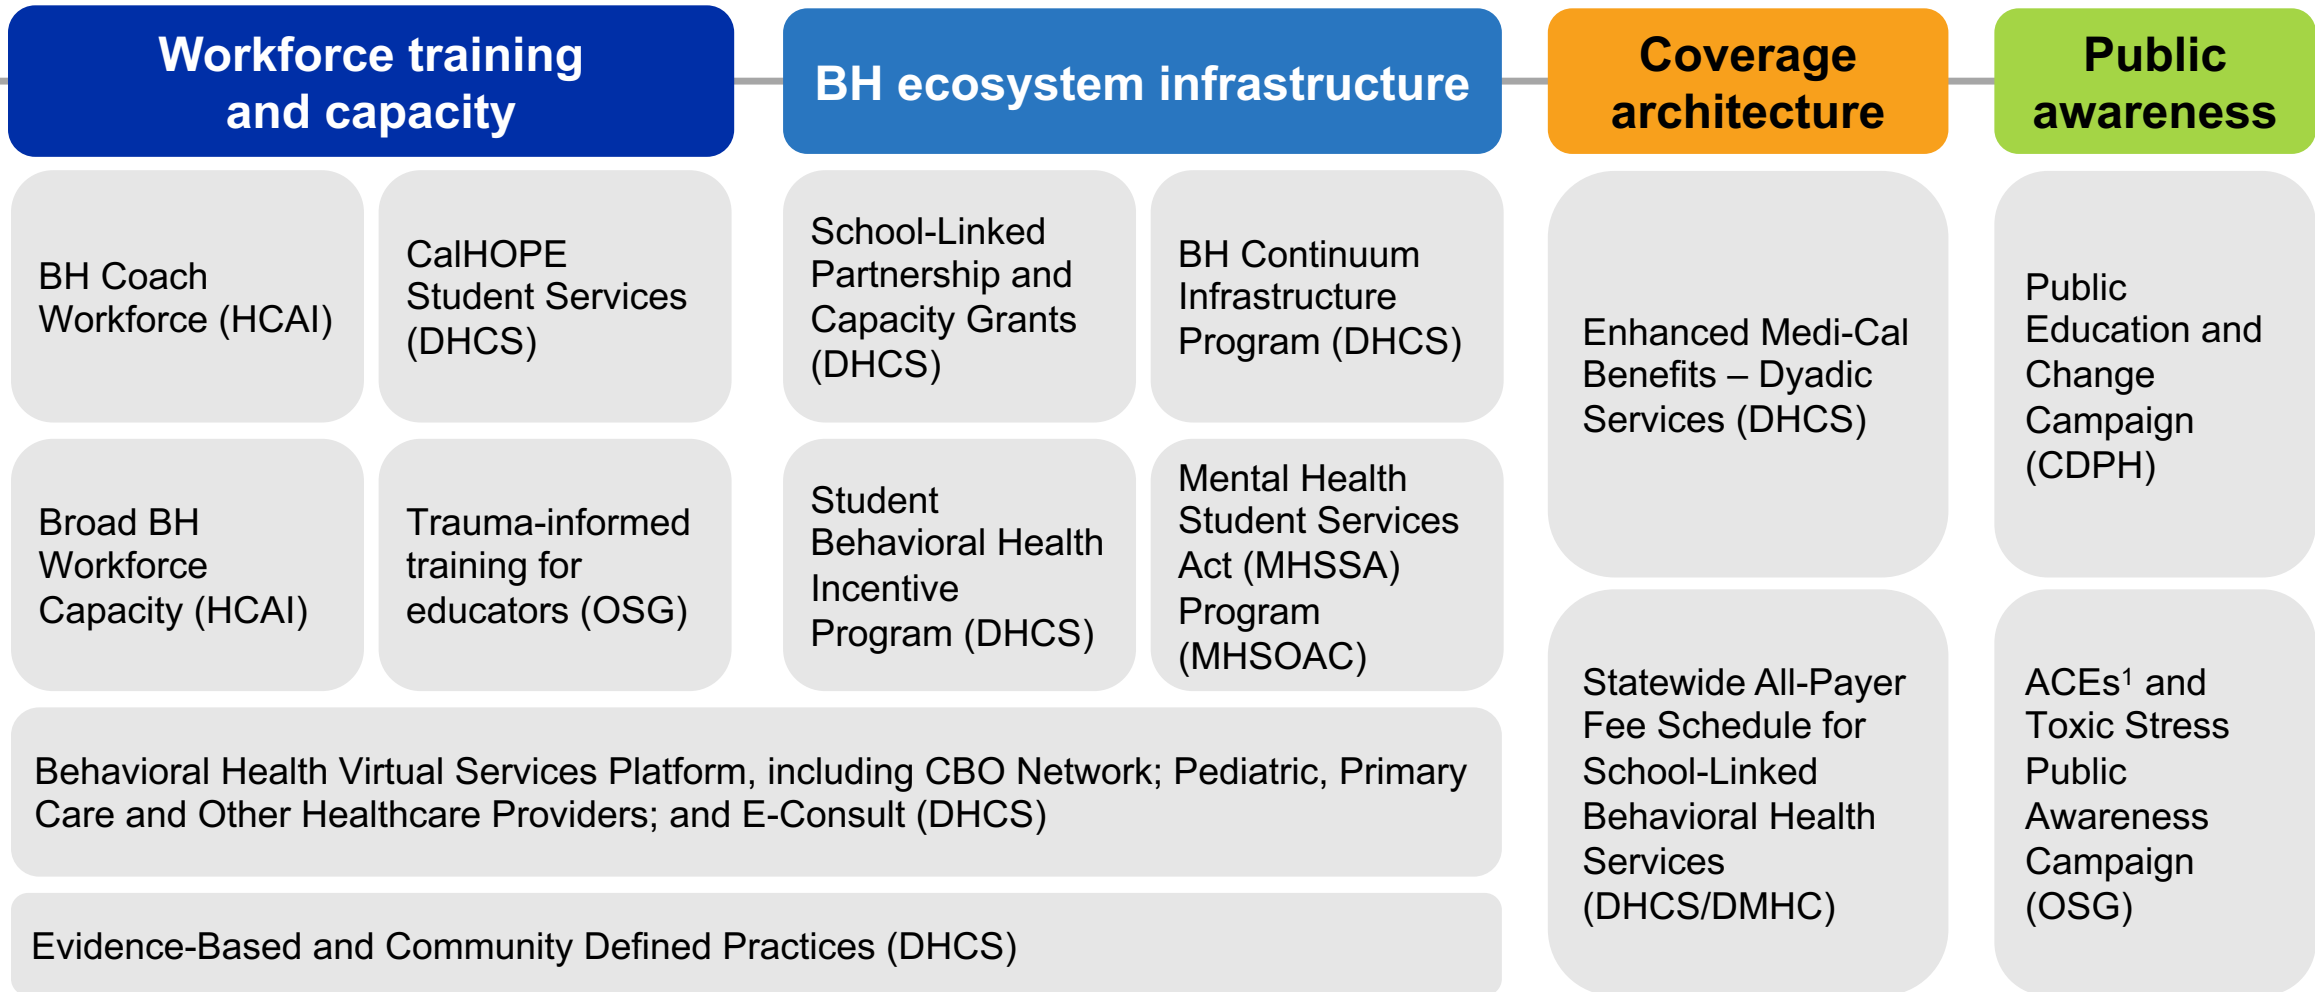 Workforce training
and capacity
BH ecosystem infrastructure
Coverage
architecture
Public
awareness
BH Coach
Workforce (HCAI)
CalHOPE
Student Services
(DHCS)
School-Linked
Partnership and
Capacity Grants
(DHCS)
BH Continuum
Infrastructure
Program (DHCS)
Enhanced Medi-Cal
Benefits – Dyadic
Services (DHCS)
Public
Education and
Change
Campaign
(CDPH)
Broad BH
Workforce
Capacity (HCAI)
Trauma-informed
training for
educators (OSG)
Student
Behavioral Health
Incentive
Program (DHCS)
Mental Health
Student Services
Act (MHSSA)
Program
(MHSOAC)
Statewide All-Payer
Fee Schedule for
School-Linked
Behavioral Health
Services
(DHCS/DMHC)
ACEs¹ and
Toxic Stress
Public
Awareness
Campaign
(OSG)
Behavioral Health Virtual Services Platform, including CBO Network; Pediatric, Primary
Care and Other Healthcare Providers; and E-Consult (DHCS)
Evidence-Based and Community Defined Practices (DHCS)